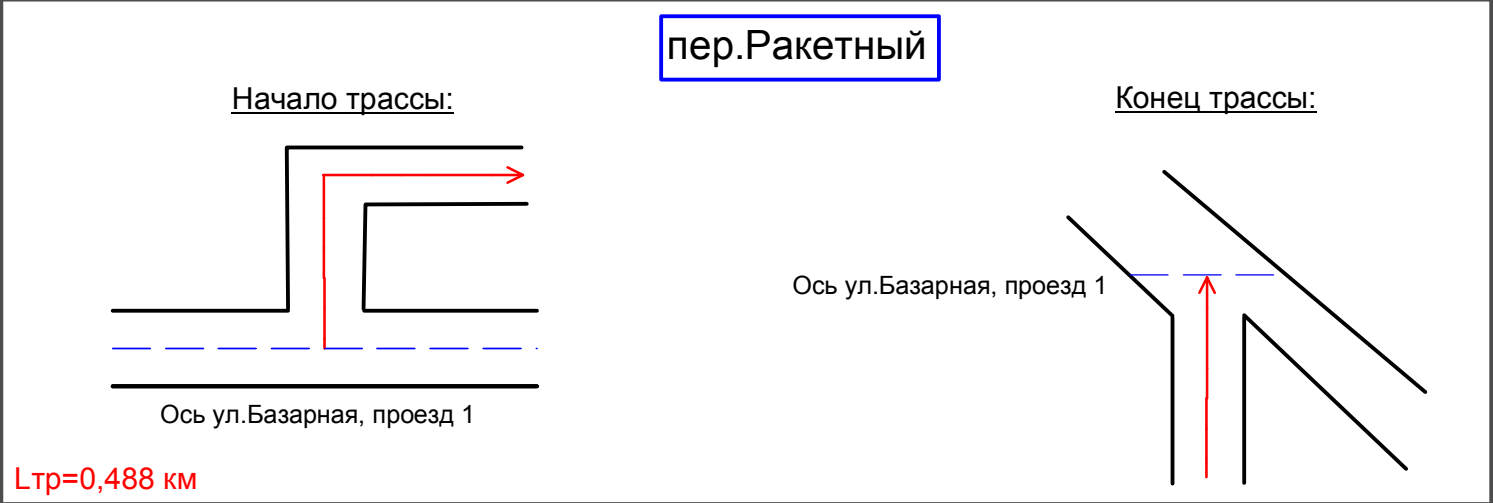 пер.Ракетный
Начало трассы:
Конец трассы:
Ось ул.Базарная, проезд 1
Ось ул.Базарная, проезд 1
Lтр=0,488 км